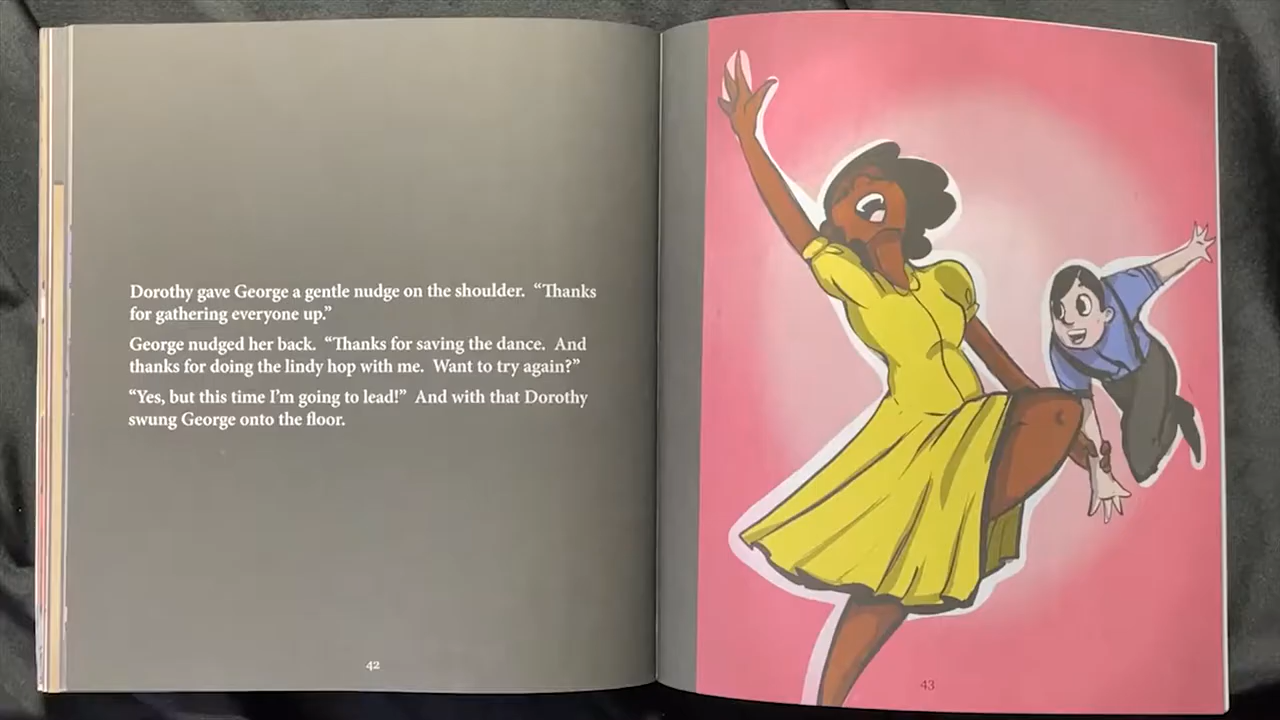 Dorothy gave George a gentle nudge on the shoulder.  “Thanks
for gathering everyone up.”
George nudged her back.  “Thanks for saving the dance.  And
thanks for doing the lindy hop with me.  Want to try again?”
“Yes, but this time I’m going to lead!”  And with that Dorothy
swung George onto the floor.
42
43